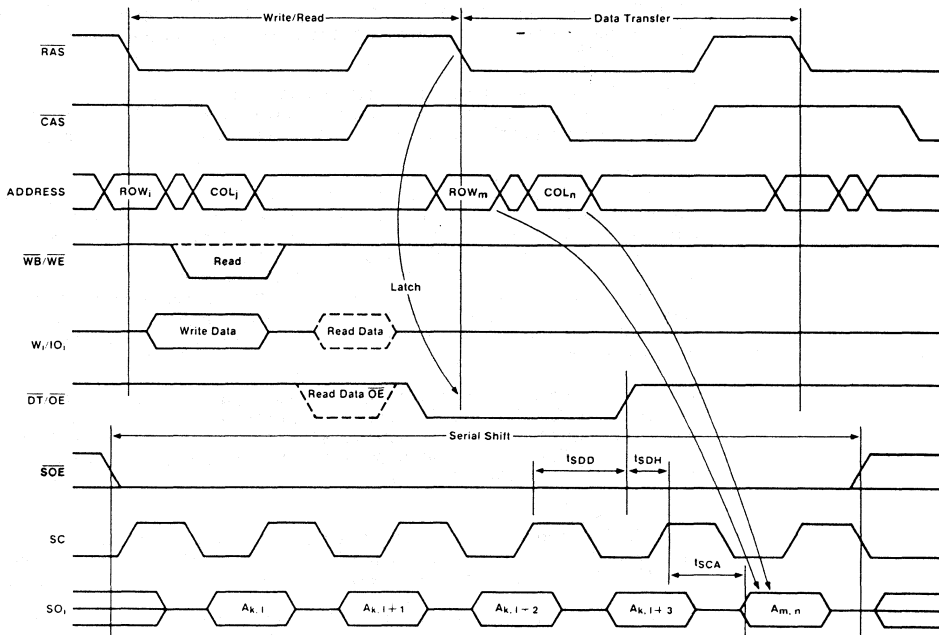 Write/Read
Data Transfer
RAS
CAS
ADDRESS
ROWi
COLj
ROWm
COLn
WB/WE
Read
Latch
Wi/IOi
Write Data
Read Data
DT/OE
Read Data OE
Serial Shift
SOE
tSDD
tSDH
SC
tSCA
SOi
Ak, l
Ak, l+1
Ak, l-2
Ak, l+3
Am, n